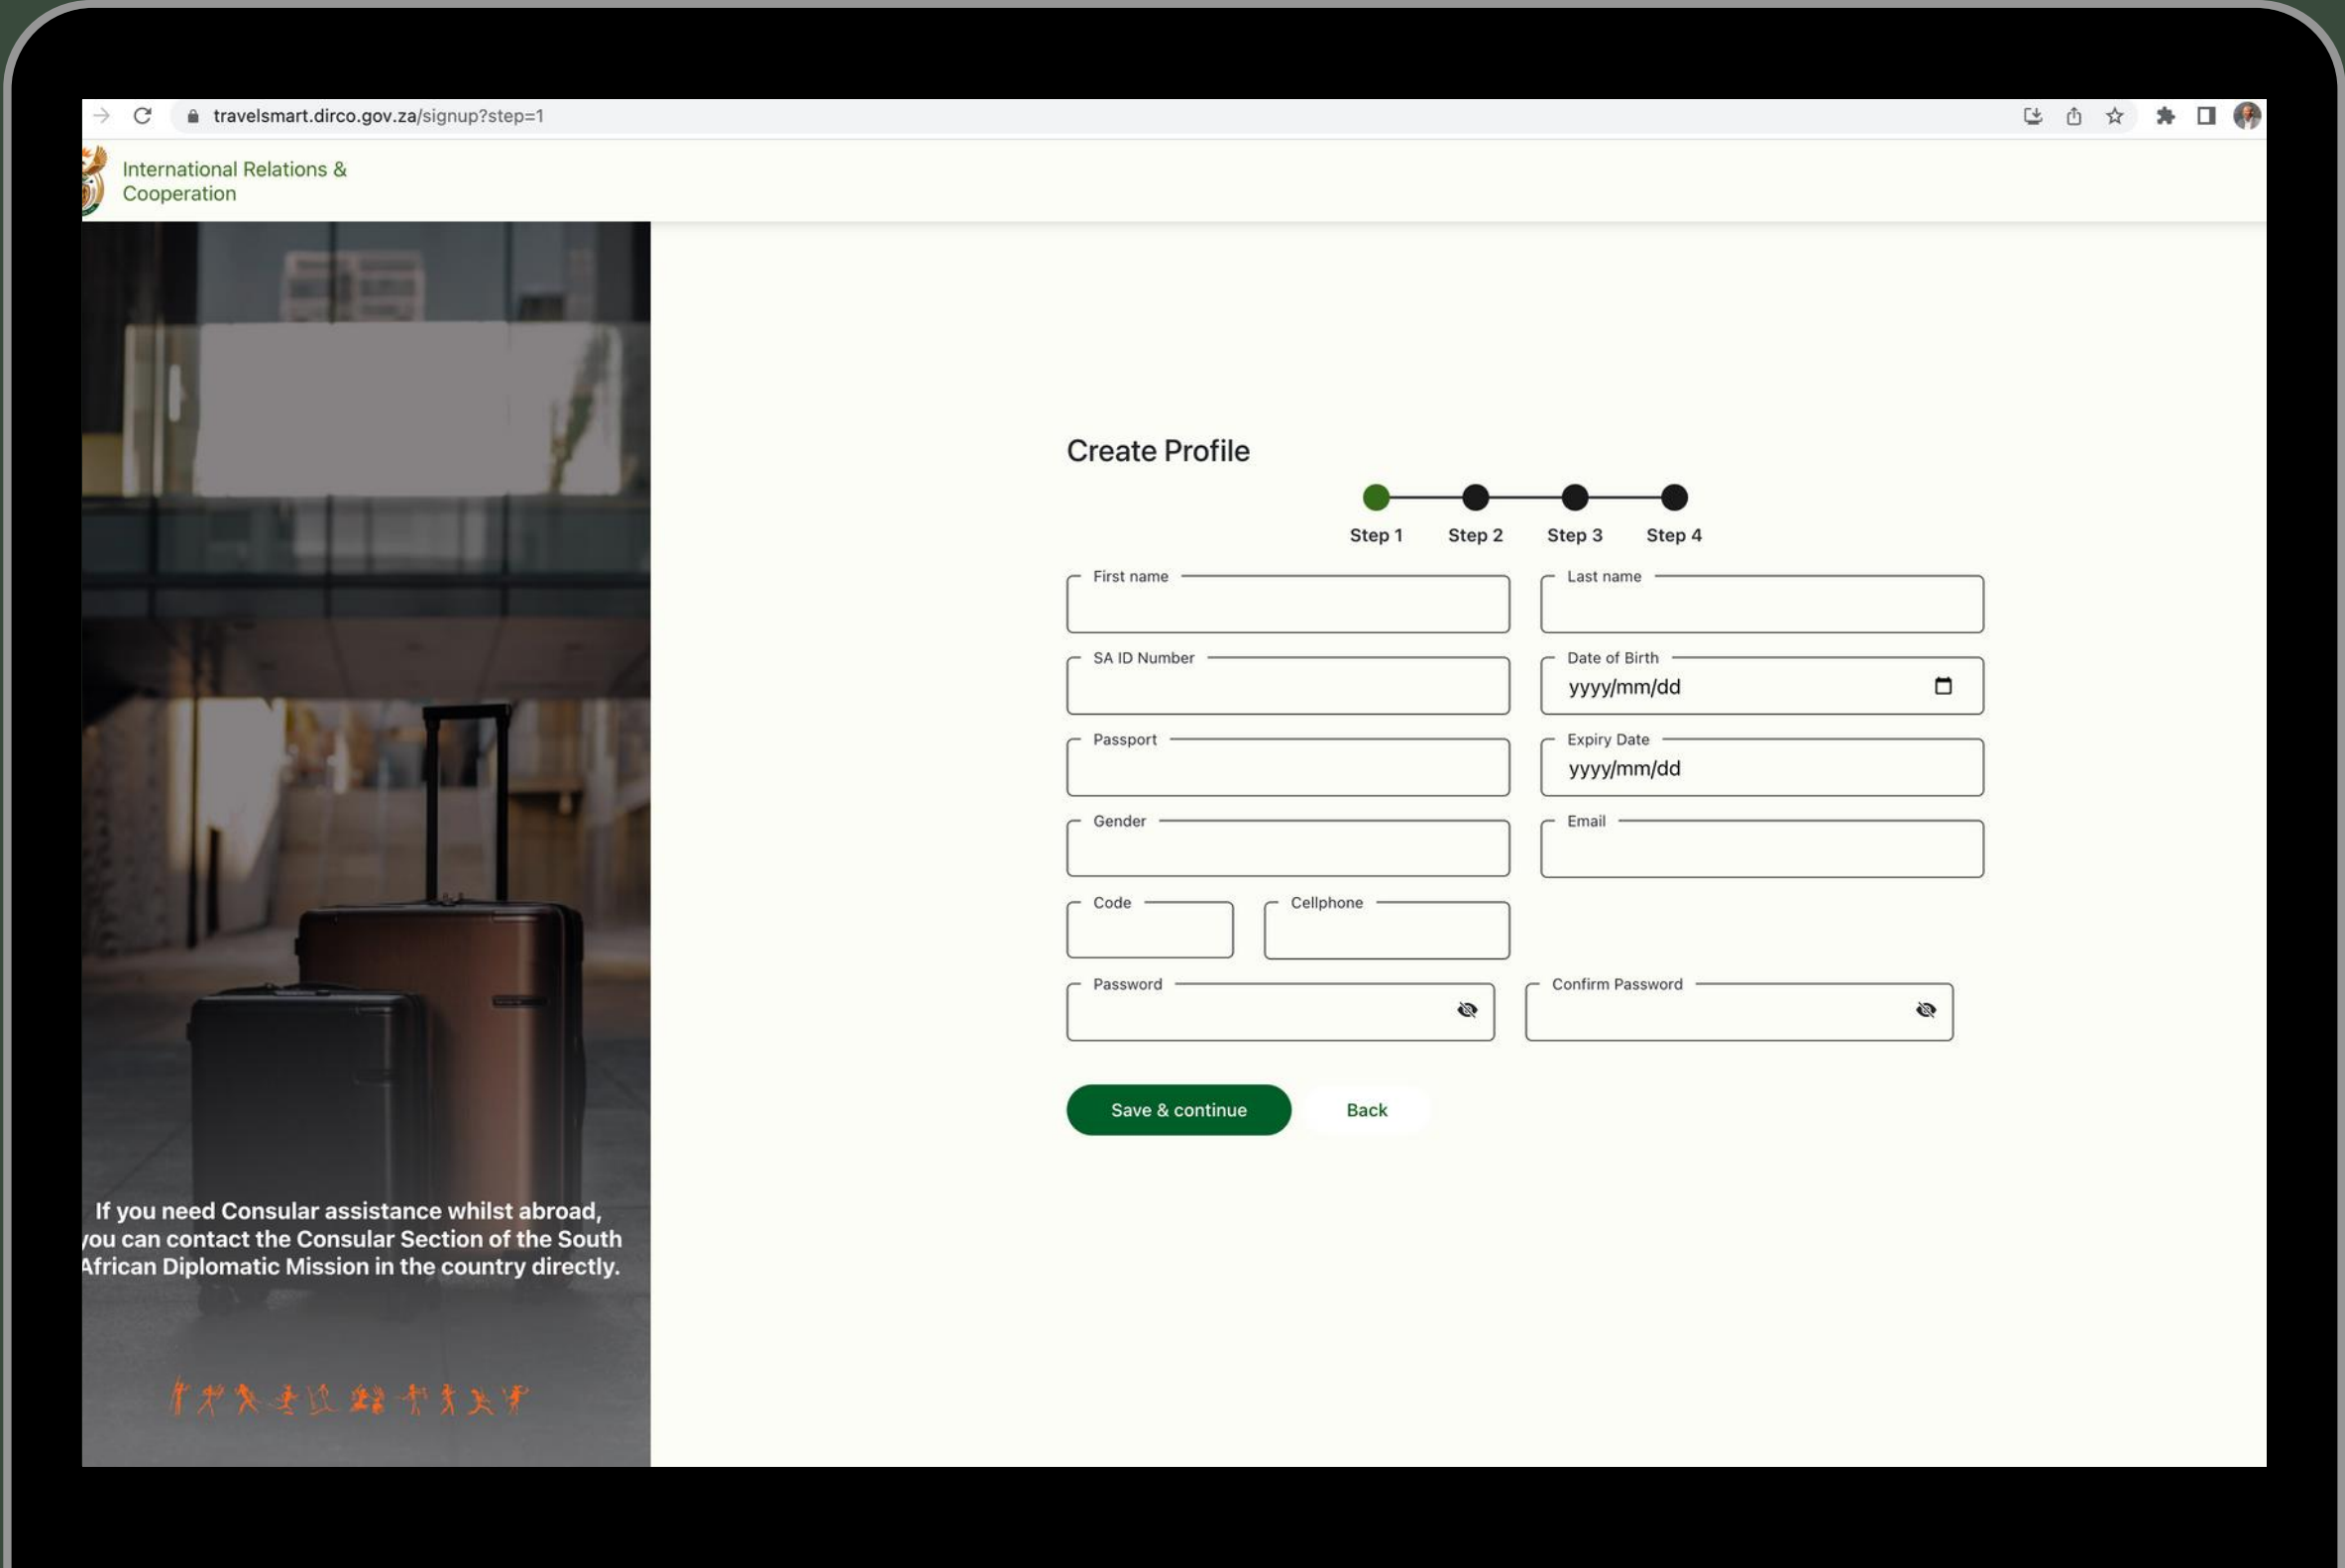 travelsmart.dirco.gov.za/signup?step=1
International Relations &
Cooperation
Create Profile
Step 1 Step 2 Step 3 Step 4
First name Last name
SA ID Number Date of Birth
yyyy/mm/dd
Passport Expiry Date
yyyy/mm/dd
Gender Email
Code Cellphone
Password Confirm Password
Save & continue Back
If you need Consular assistance whilst abroad,
you can contact the Consular Section of the South
African Diplomatic Mission in the country directly.